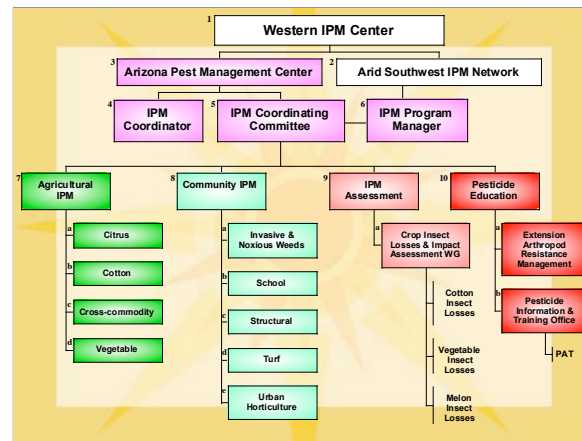 1
Western IPM Center
3
Arizona Pest Management Center
2
Arid Southwest IPM Network
4
IPM
Coordinator
5
IPM Coordinating
Committee
6
IPM Program
Manager
7
Agricultural
IPM
8
Community IPM
9
IPM
Assessment
10
Pesticide
Education
a
Citrus
b
Cotton
c
Cross-commodity
d
Vegetable
a
Invasive &
Noxious Weeds
b
School
c
Structural
d
Turf
e
Urban
Horticulture
a
Crop Insect
Losses & Impact
Assessment WG
Cotton
Insect
Losses
Vegetable
Insect
Losses
Melon
Insect
Losses
a
Extension
Arthropod
Resistance
Management
b
Pesticide
Information &
Training Office
PAT